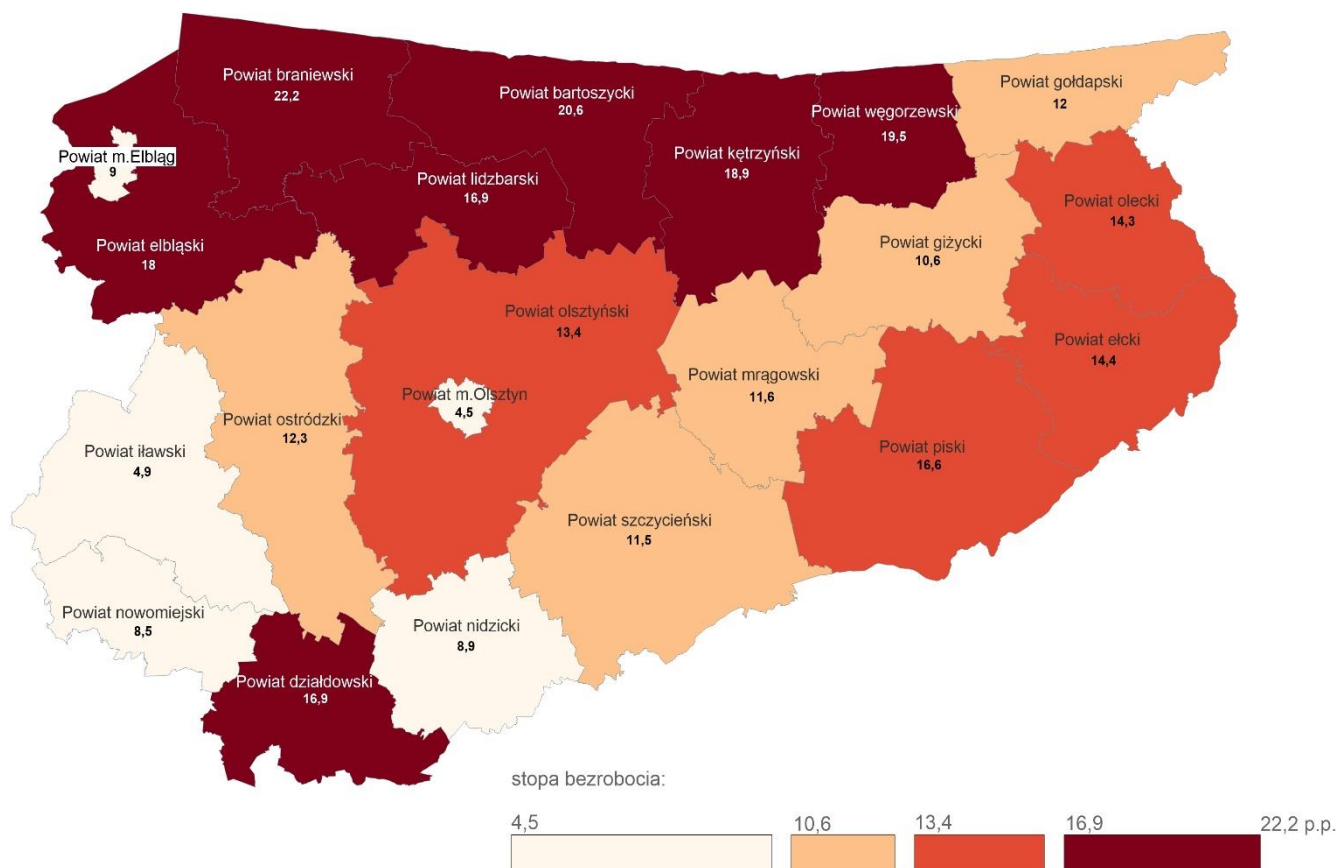 Powiat braniewski
22,2
Powiat bartoszycki
20,6
Powiat gołdapski
12
Powiat węgorzewski
19,5
Powiat m.Elbląg
9
Powiat kętrzyński
18,9
Powiat lidzbarski
16,9
Powiat olecki
14,3
Powiat elbląski
18
Powiat giżycki
10,6
Powiat olsztyński
13,4
Powiat ełcki
14,4
Powiat mrągowski
11,6
Powiat m.Olsztyn
4,5
Powiat ostródzki
12,3
Powiat iławski
4,9
Powiat piski
16,6
Powiat szczycieński
11,5
Powiat nowomiejski
8,5
Powiat nidzicki
8,9
Powiat działdowski
16,9
stopa bezrobocia:
4,5 10,6 13,4 16,9 22,2 p.p.